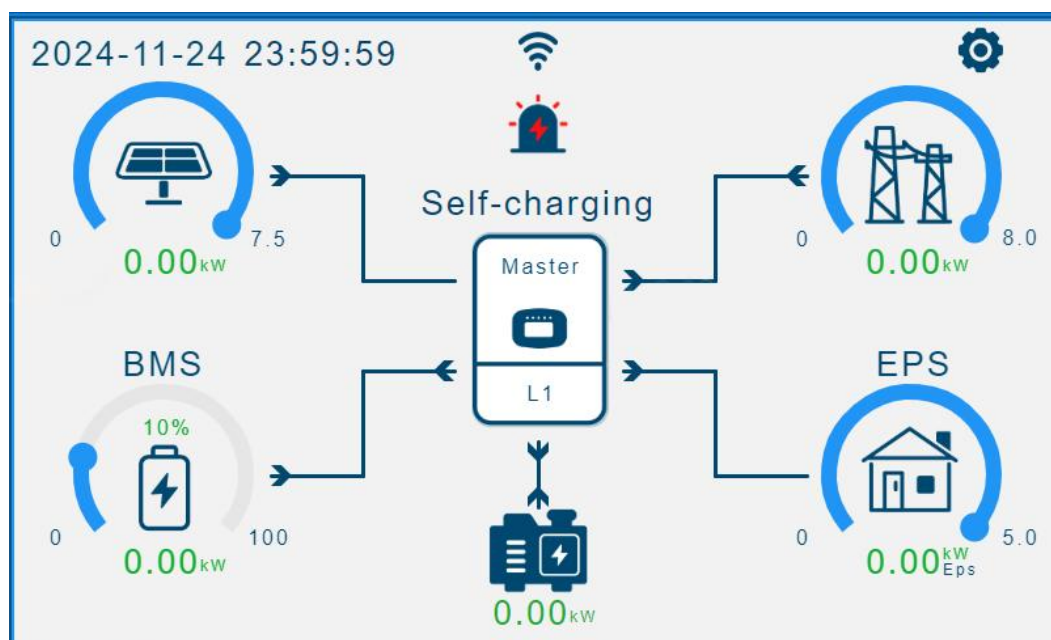 2024-11-24 23:59:59
Self-charging
0
7.5
0.00kW
Master
L1
0
8.0
0.00kW
BMS
10%
0
100
0.00kW
EPS
0
5.0
0.00kW
Eps
0.00kW